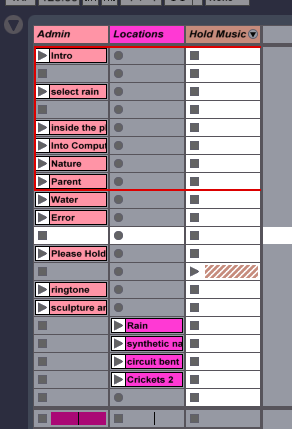 Admin
Locations
Hold Music
Intro
select rain
inside the pl
Into Comput
Nature
Parent
Water
Error
Please Hold
ringtone
sculpture ar
Rain
synthetic na
circuit bent
Crickets 2